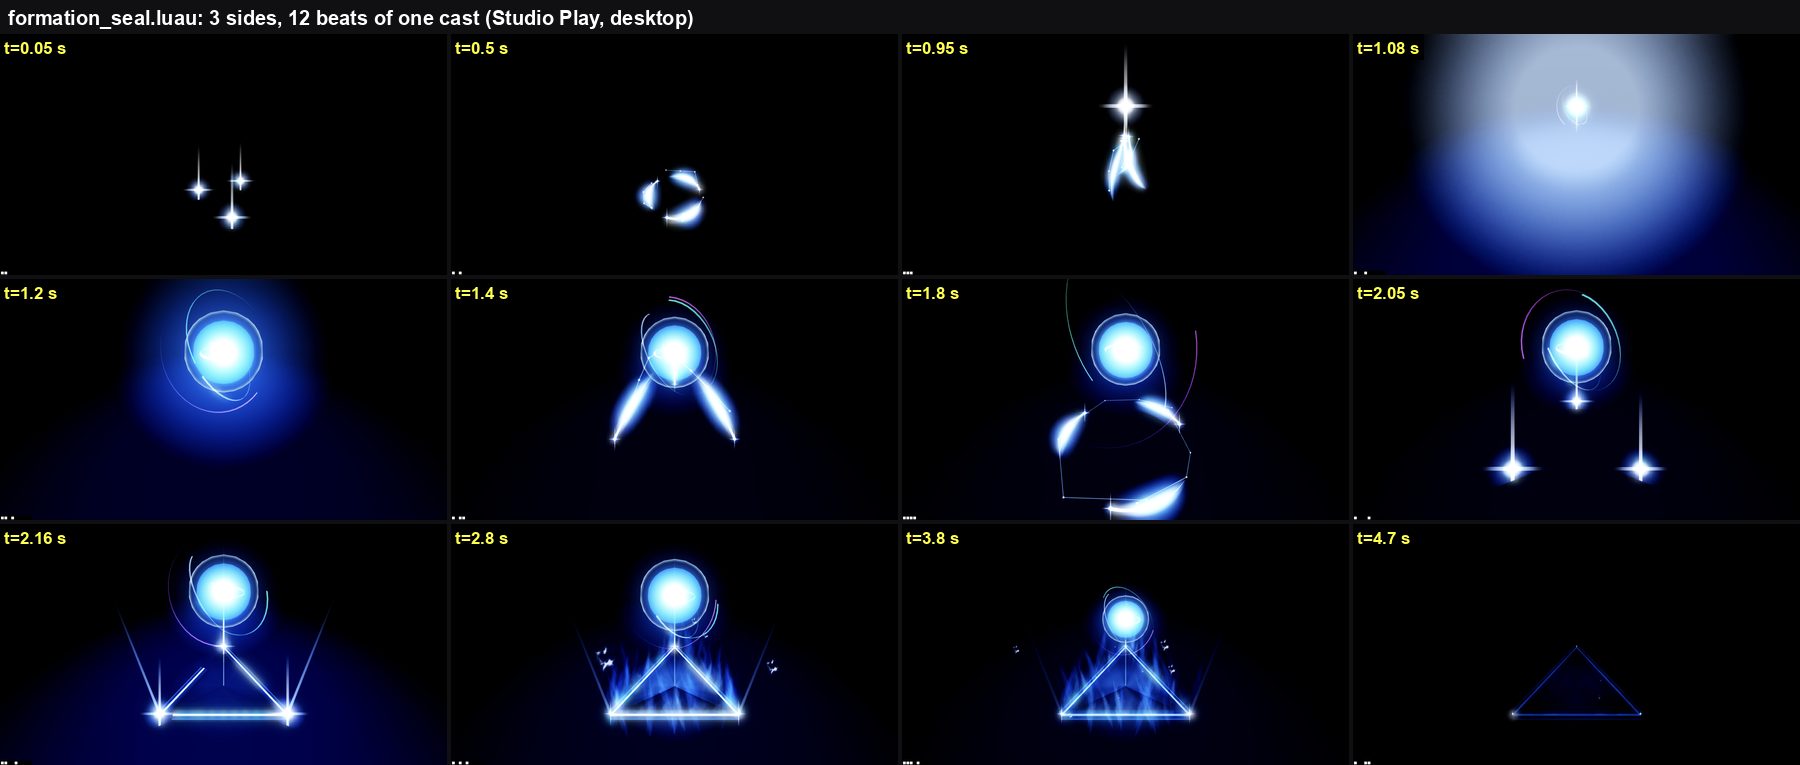 formation_seal.luau: 3 sides, 12 beats of one cast (Studio Play, desktop)
t=0.05 s
t=0.5 s
t=0.95 s
t=1.08 s
t=1.2 s
t=1.4 s
t=1.8 s
t=2.05 s
t=2.16 s
t=2.8 s
t=3.8 s
t=4.7 s